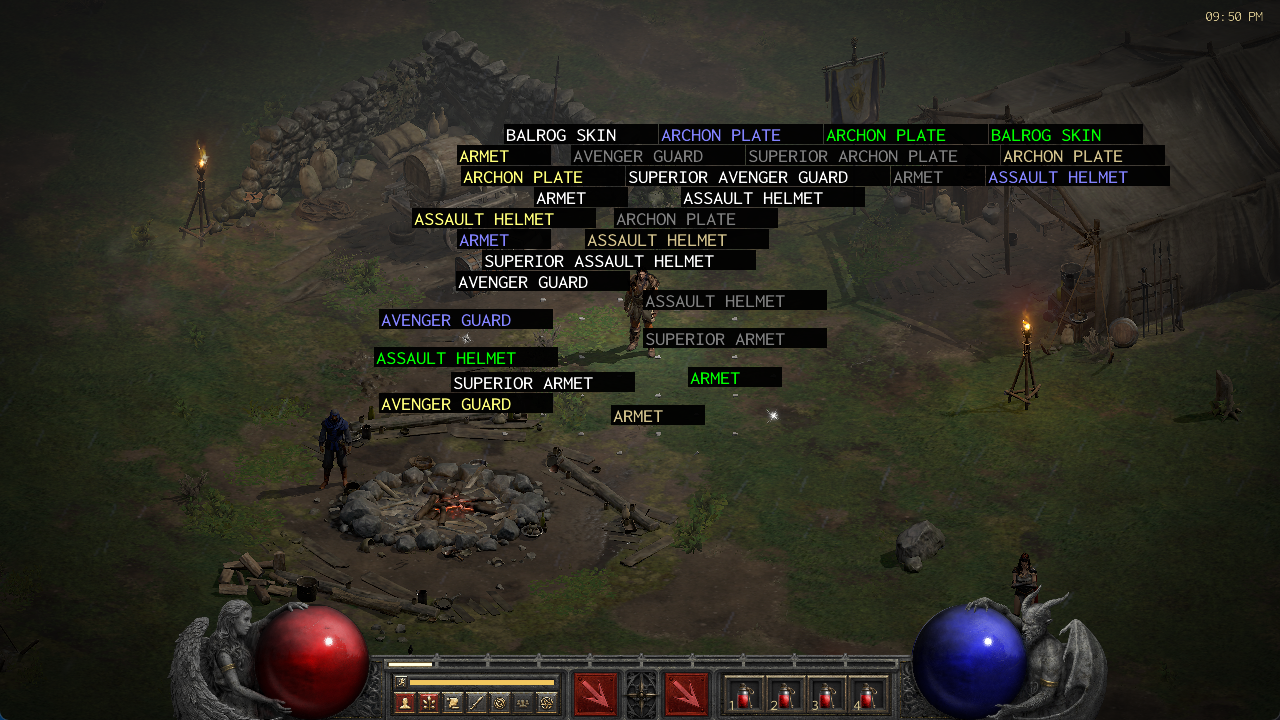 09:50 PM
BALROG SKIN ARCHON PLATE ARCHON PLATE BALROG SKIN
ARMET AVENGER GUARD SUPERIOR ARCHON PLATE ARCHON PLATE
ARCHON PLATE SUPERIOR AVENGER GUARD ARMET ASSAULT HELMET
ARMET ASSAULT HELMET
ASSAULT HELMET ARCHON PLATE
ARMET ASSAULT HELMET
SUPERIOR ASSAULT HELMET
AVENGER GUARD
ASSAULT HELMET
AVENGER GUARD
SUPERIOR ARMET
ASSAULT HELMET
ARMET
SUPERIOR ARMET
AVENGER GUARD
ARMET
1 2 3 4